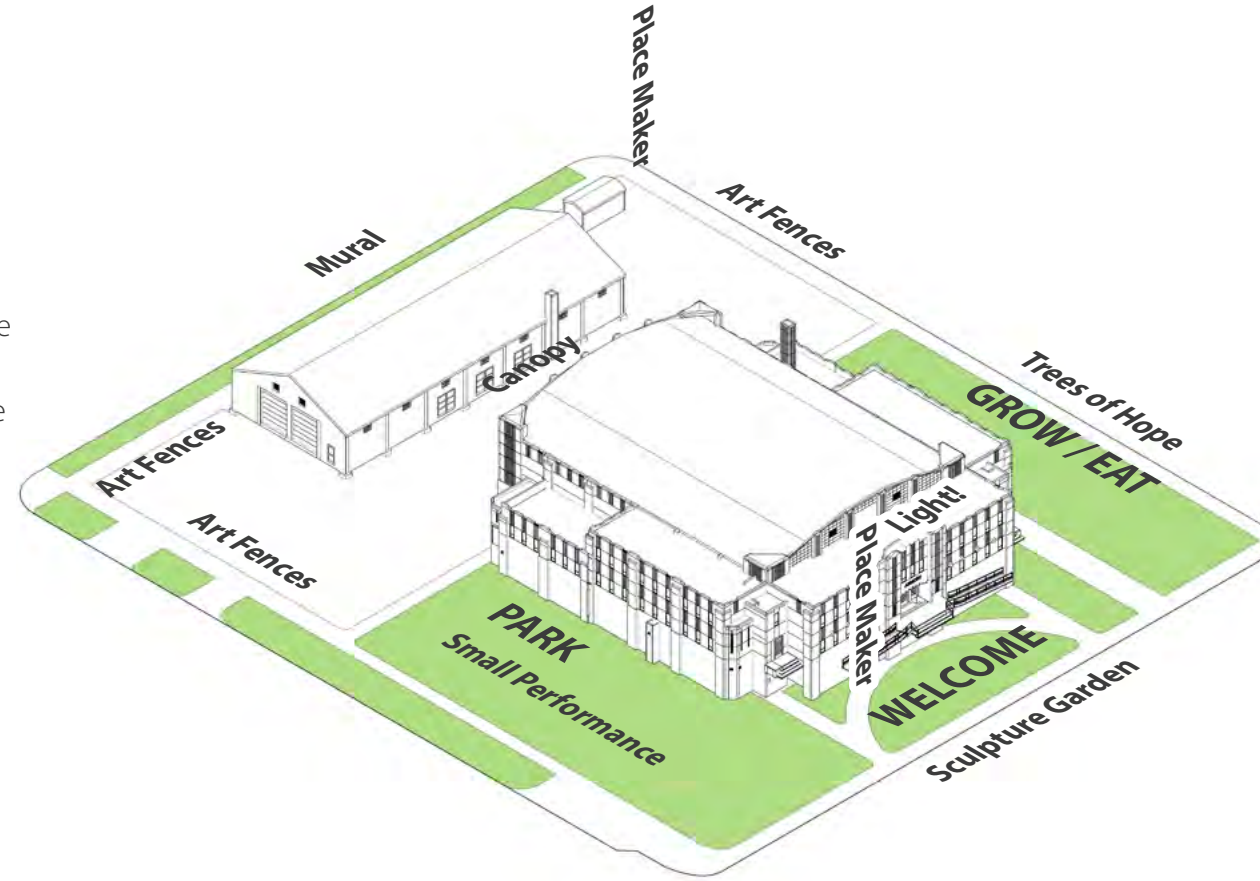 Place Maker
Art Fences
Mural
e
Canopy
Trees of Hope
GROW / EAT
e
Art Fences
Light!
Art Fences
Place Maker
PARK
Small Performance
WELCOME
Sculpture Garden